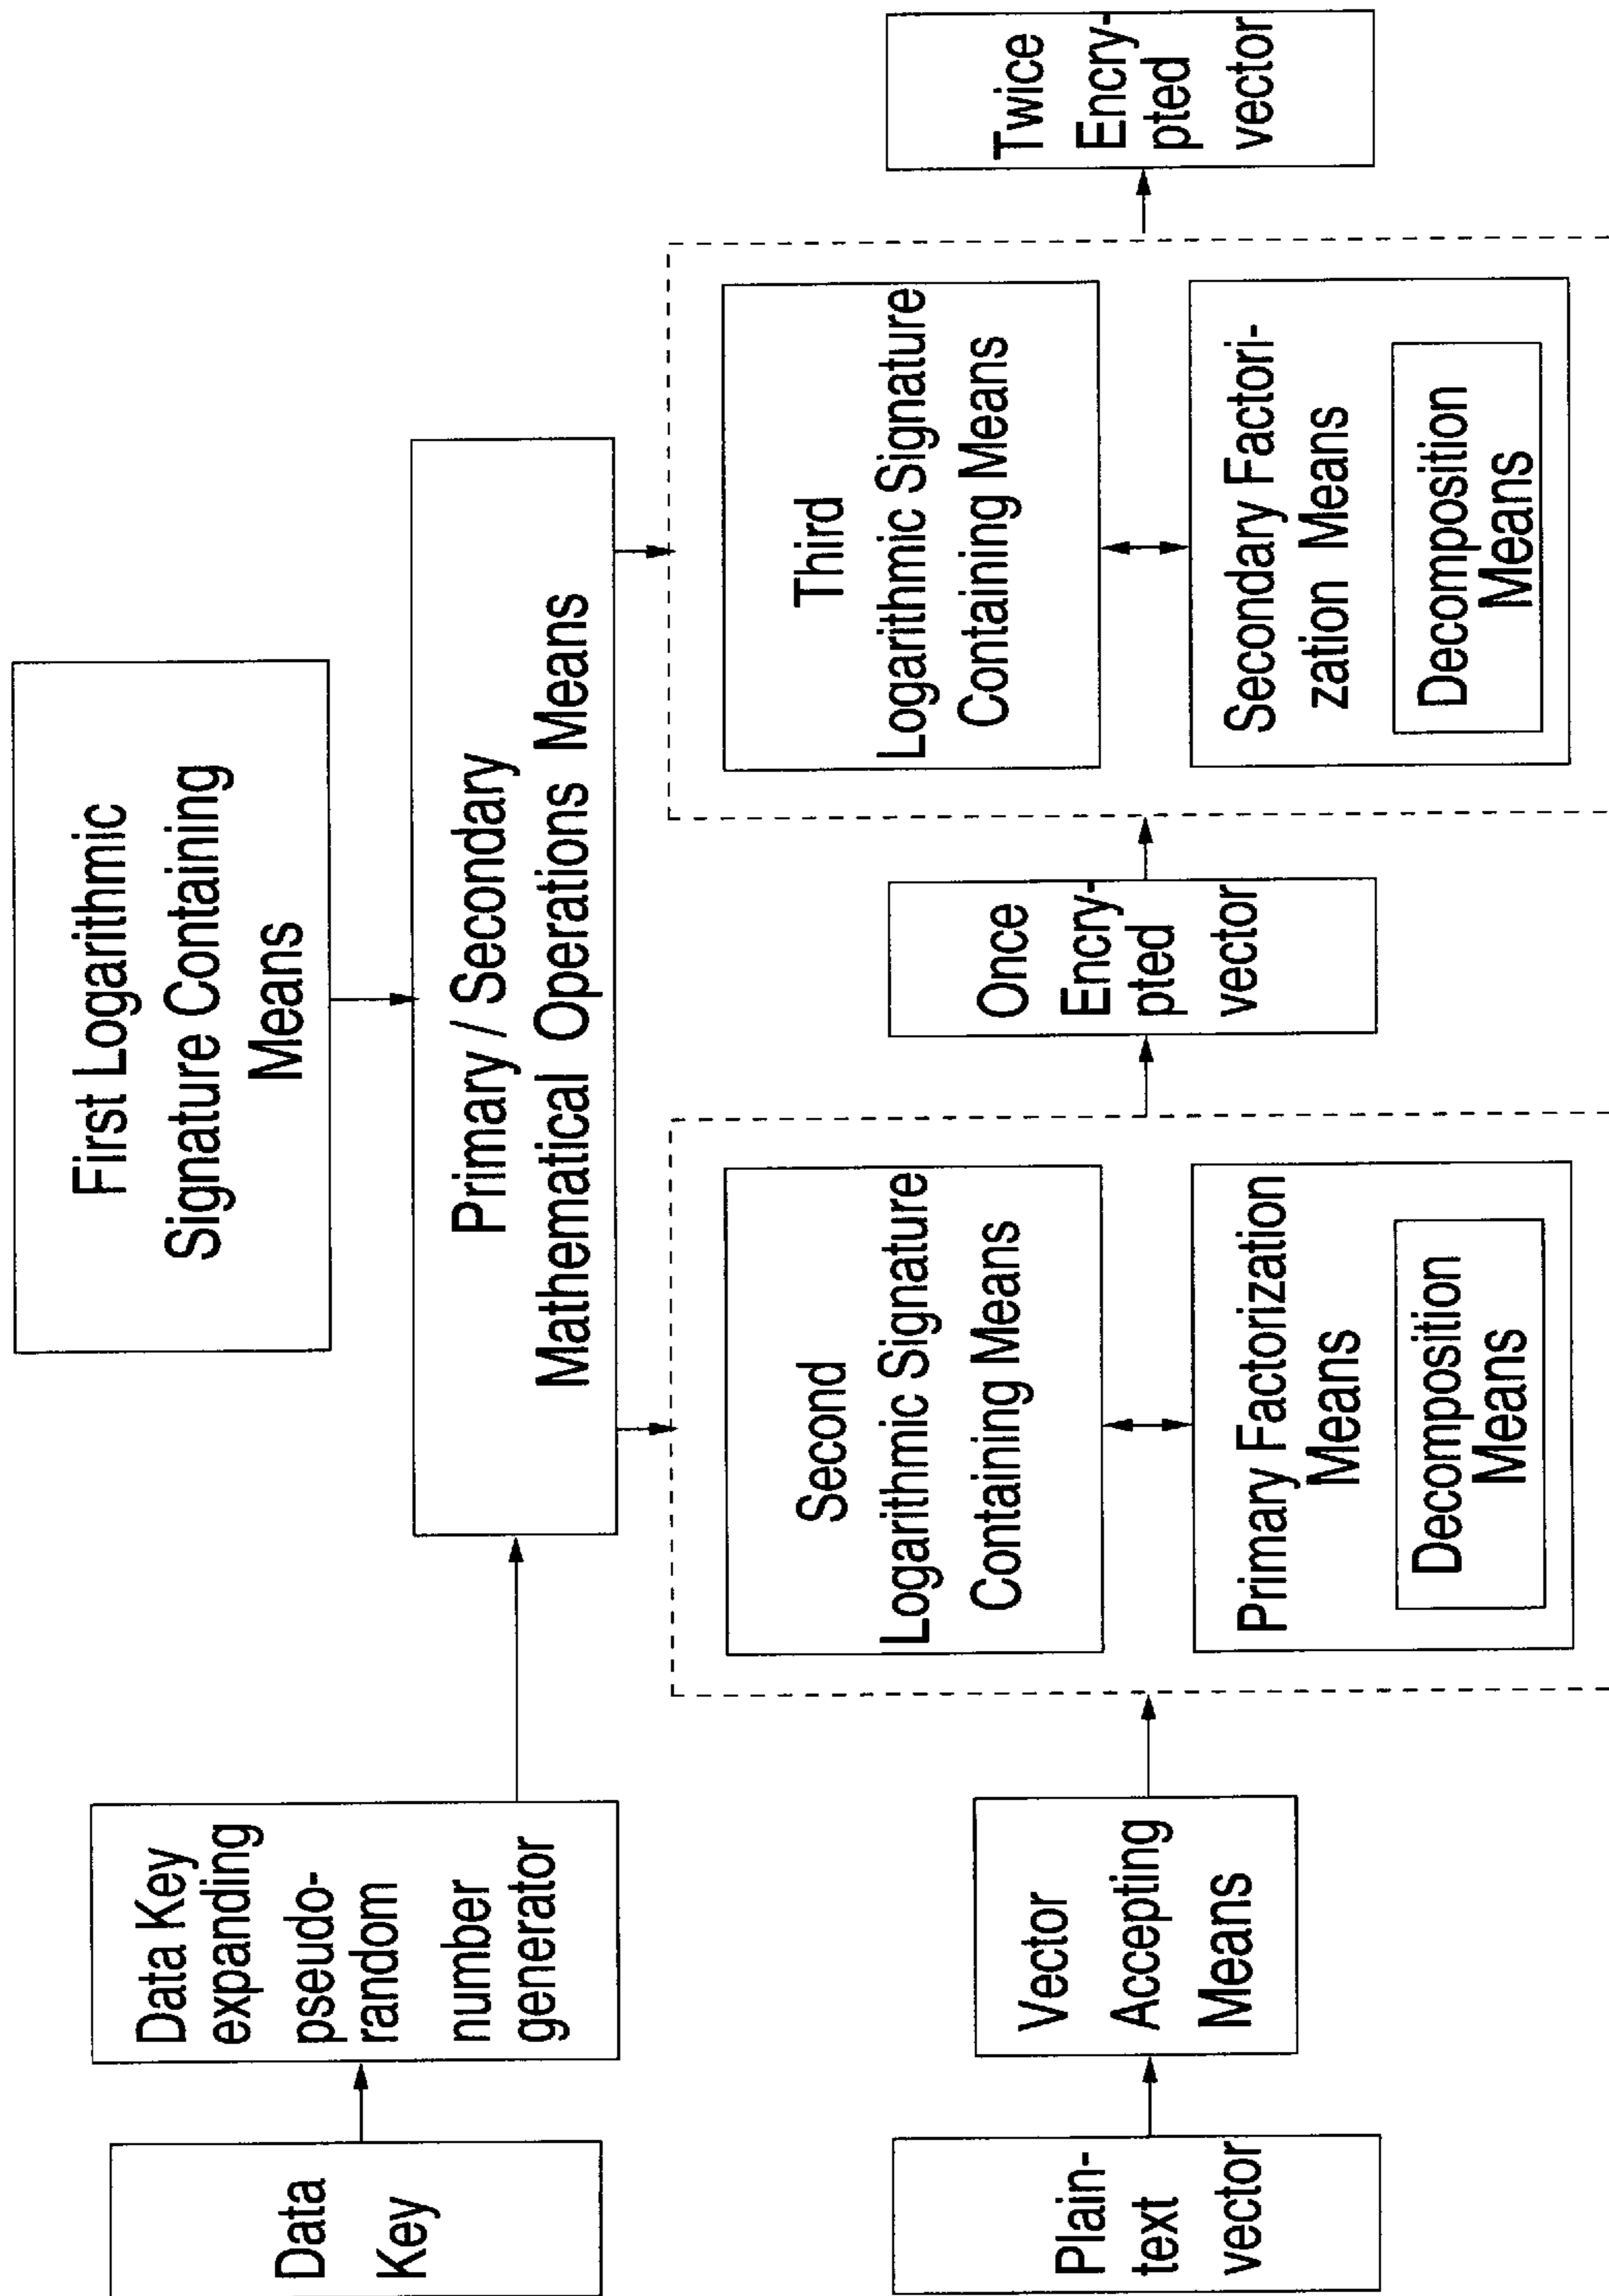 First Logarithmic
Signature Containing
Means
Data
Key
Data Key
expanding
pseudo-
random
number
generator
Primary / Secondary
Mathematical Operations Means
Plain-
text
vector
Vector
Accepting
Means
Second
Logarithmic Signature
Containing Means
Primary Factorization
Means
Decomposition
Means
Once
Encry-
pted
vector
Third
Logarithmic Signature
Containing Means
Secondary Factori-
zation Means
Decomposition
Means
Twice
Encry-
pted
vector